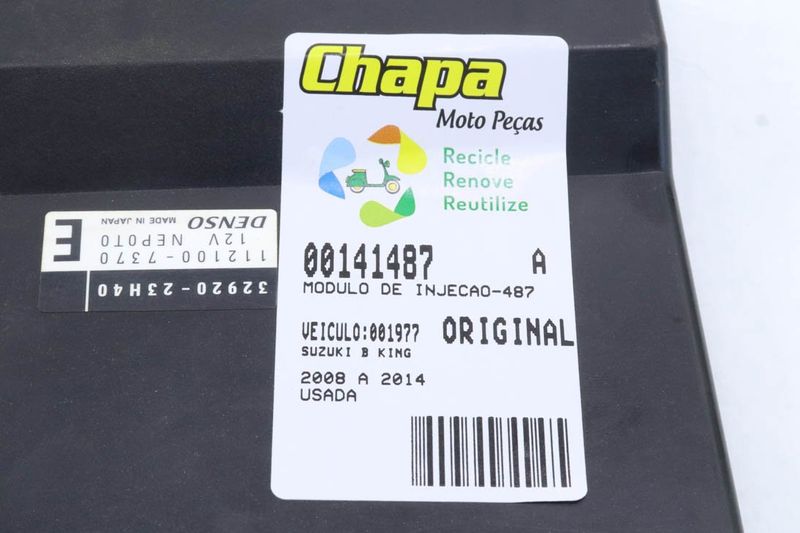 Chapa
Moto Peças
Recicle
Renove
Reutilize
00141487 A
MODULO DE INJECAO-487
VEICULO:001977 ORIGINAL
SUZUKI B KING
2008 A 2014
USADA
32920-23H40
112100-7370
12V NEP0T0
DENSO MADE IN JAPAN
E